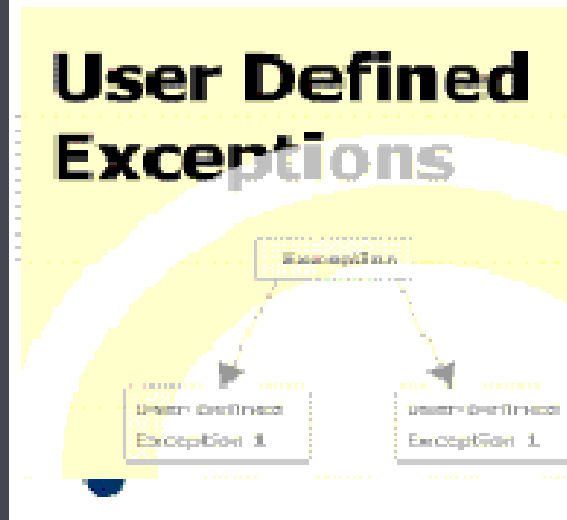 User Defined
Exceptions
Exception
User-Defined
Exception 1
User-Defined
Exception 1